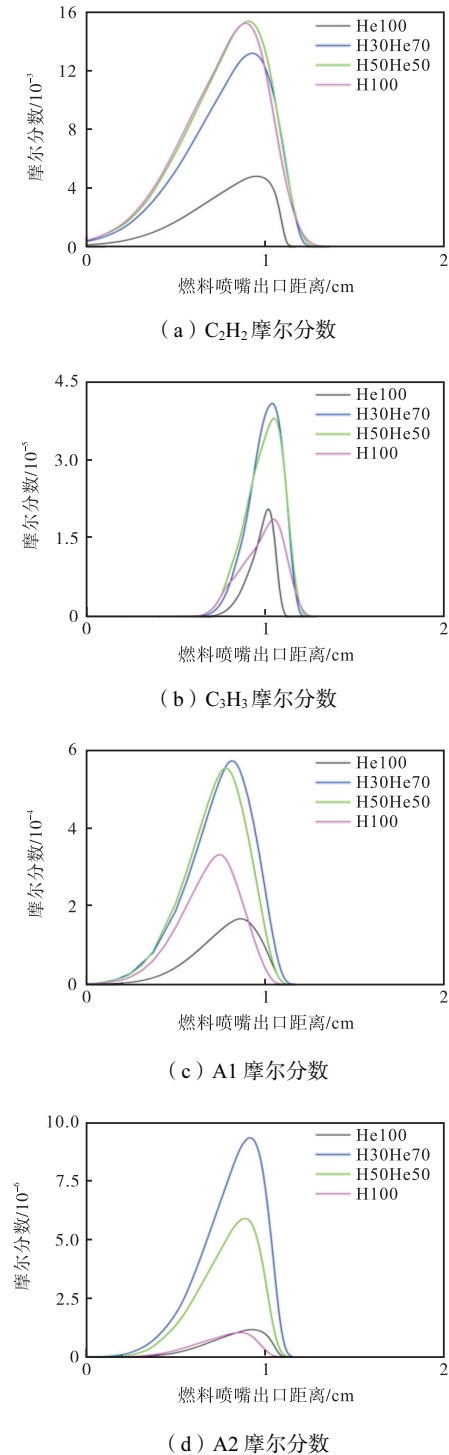 16
He100
H30He70
H50He50
H100
12
8
4
0
摩尔分数/10⁻³
0
1
2
燃料喷嘴出口距离/cm
（a）C₂H₂摩尔分数
4.5
He100
H30He70
H50He50
H100
3.0
1.5
0
摩尔分数/10⁻⁵
0
1
2
燃料喷嘴出口距离/cm
（b）C₃H₃摩尔分数
6
He100
H30He70
H50He50
H100
4
2
0
摩尔分数/10⁻⁴
0
1
2
燃料喷嘴出口距离/cm
（c）A1 摩尔分数
10.0
He100
H30He70
H50He50
H100
7.5
5.0
2.5
0
摩尔分数/10⁻⁶
0
1
2
燃料喷嘴出口距离/cm
（d）A2 摩尔分数